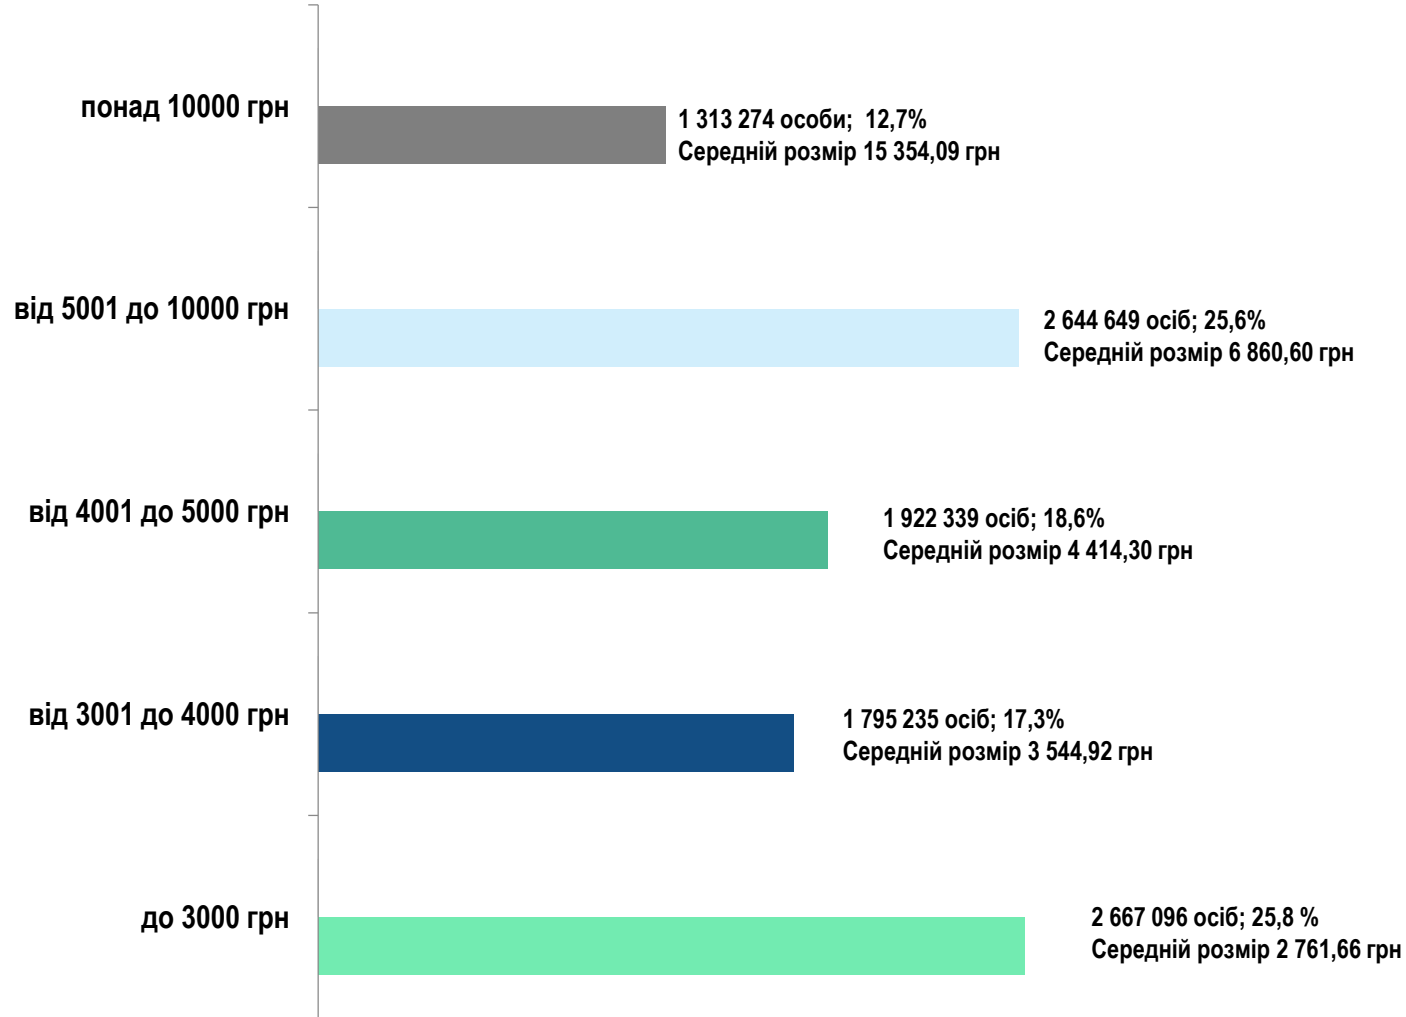 понад 10000 грн
1 313 274 особи;  12,7%
Середній розмір 15 354,09 грн
від 5001 до 10000 грн
2 644 649 осіб; 25,6%
Середній розмір 6 860,60 грн
від 4001 до 5000 грн
1 922 339 осіб; 18,6%
Середній розмір 4 414,30 грн
від 3001 до 4000 грн
1 795 235 осіб; 17,3%
Середній розмір 3 544,92 грн
до 3000 грн
2 667 096 осіб; 25,8 %
Середній розмір 2 761,66 грн